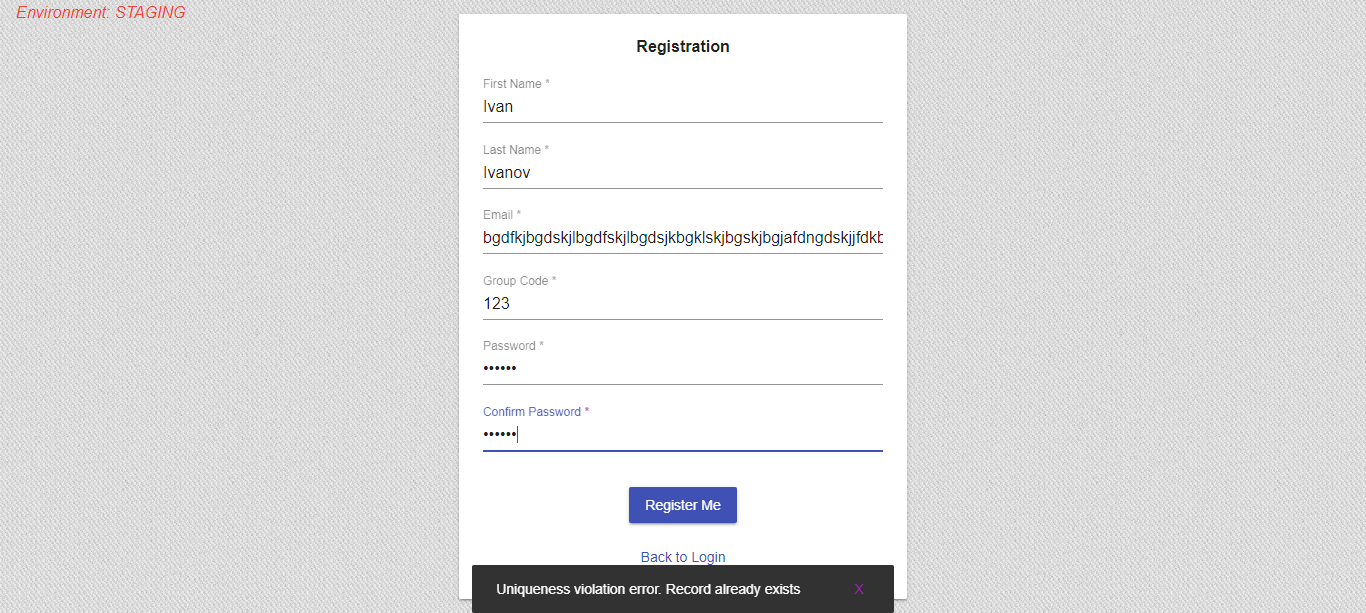 Environment: STAGING
Registration
First Name *
Ivan
Last Name *
Ivanov
Email *
bgdfkjbgdskjlbgdfskjlbgdsjkbgklskjbgskjbgjafdngdskjjfdkb
Group Code *
123
Password *
••••••
Confirm Password *
••••••
Register Me
Back to Login
Uniqueness violation error. Record already exists X